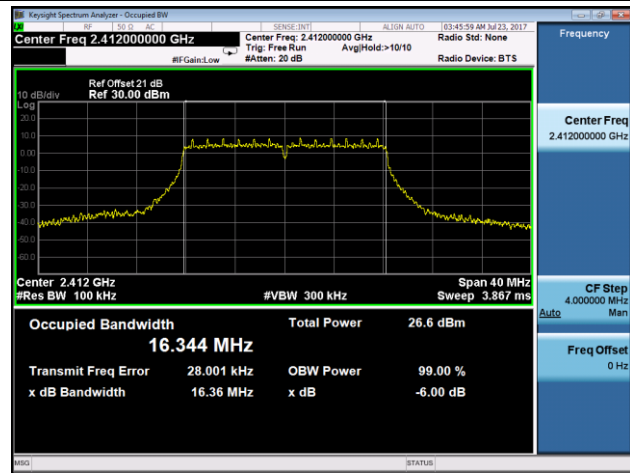 Keysight Spectrum Analyzer - Occupied BW
RF 50 Ω AC SENSE:INT ALIGN AUTO 03:45:59 AM Jul 23, 2017
Center Freq 2.412000000 GHz
Center Freq: 2.412000000 GHz
Radio Std: None
Trig: Free Run Avg|Hold:>10/10
#IFGain:Low
#Atten: 20 dB
Radio Device: BTS
Frequency
Ref Offset 21 dB
10 dB/div Ref 30.00 dBm
Log
20.0
10.0
0.00
-10.0
-20.0
-30.0
-40.0
-50.0
-60.0
Center 2.412 GHz
Span 40 MHz
#Res BW 100 kHz
#VBW 300 kHz
Sweep 3.867 ms
Occupied Bandwidth
Total Power 26.6 dBm
16.344 MHz
Transmit Freq Error 28.001 kHz OBW Power 99.00 %
x dB Bandwidth 16.36 MHz x dB -6.00 dB
Center Freq
2.412000000 GHz
CF Step
4.000000 MHz
Auto Man
Freq Offset
0 Hz
MSG STATUS